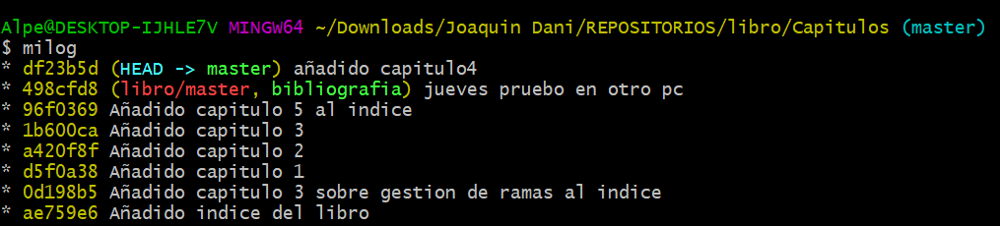 Alpe@DESKTOP-IJHLE7V MINGW64 ~/Downloads/Joaquin Dani/REPOSITORIOS/libro/Capitulos (master)
$ milog
* df23b5d (HEAD -> master) añadido capitulo4
* 498cfd8 (libro/master, bibliografia) jueves pruebo en otro pc
* 96f0369 Añadido capitulo 5 al indice
* 1b600ca Añadido capitulo 3
* a420f8f Añadido capitulo 2
* d5f0a38 Añadido capitulo 1
* 0d198b5 Añadido capitulo 3 sobre gestion de ramas al indice
* ae759e6 Añadido indice del libro